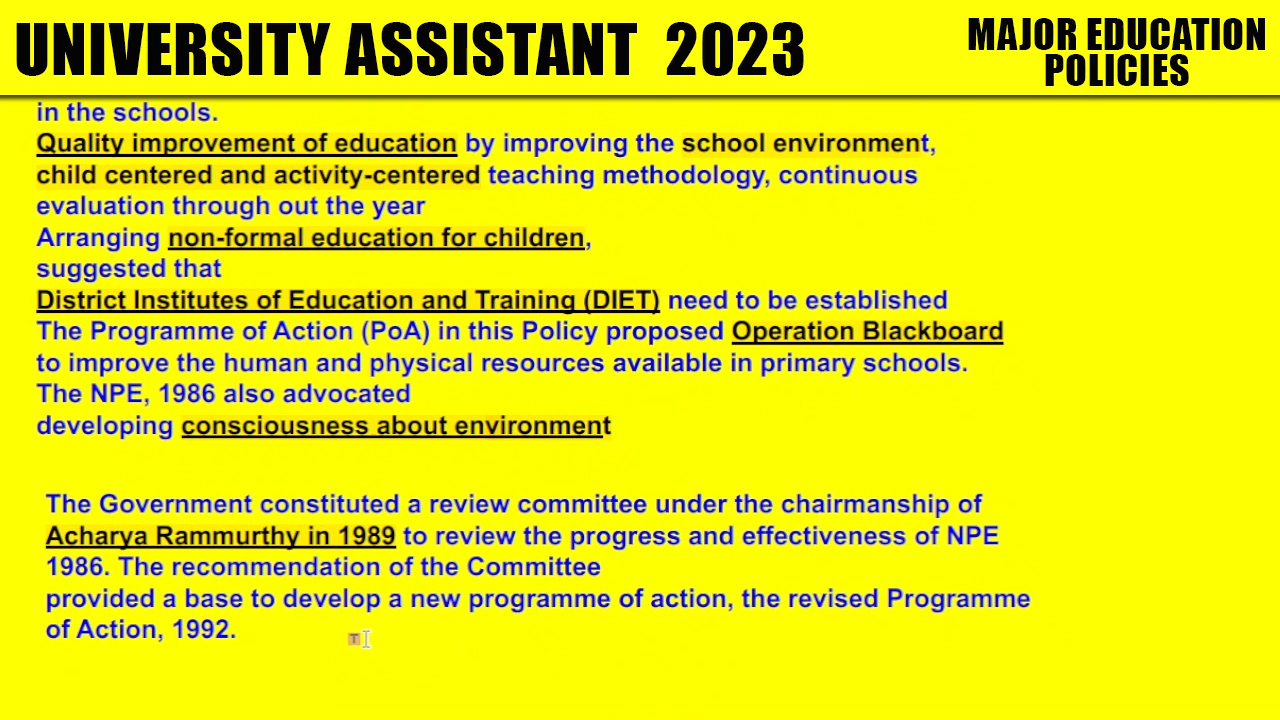 UNIVERSITY ASSISTANT 2023
MAJOR EDUCATION
POLICIES
in the schools.
Quality improvement of education by improving the school environment,
child centered and activity-centered teaching methodology, continuous
evaluation through out the year
Arranging non-formal education for children,
suggested that
District Institutes of Education and Training (DIET) need to be established
The Programme of Action (PoA) in this Policy proposed Operation Blackboard
to improve the human and physical resources available in primary schools.
The NPE, 1986 also advocated
developing consciousness about environment
The Government constituted a review committee under the chairmanship of
Acharya Rammurthy in 1989 to review the progress and effectiveness of NPE
1986. The recommendation of the Committee
provided a base to develop a new programme of action, the revised Programme
of Action, 1992.
T